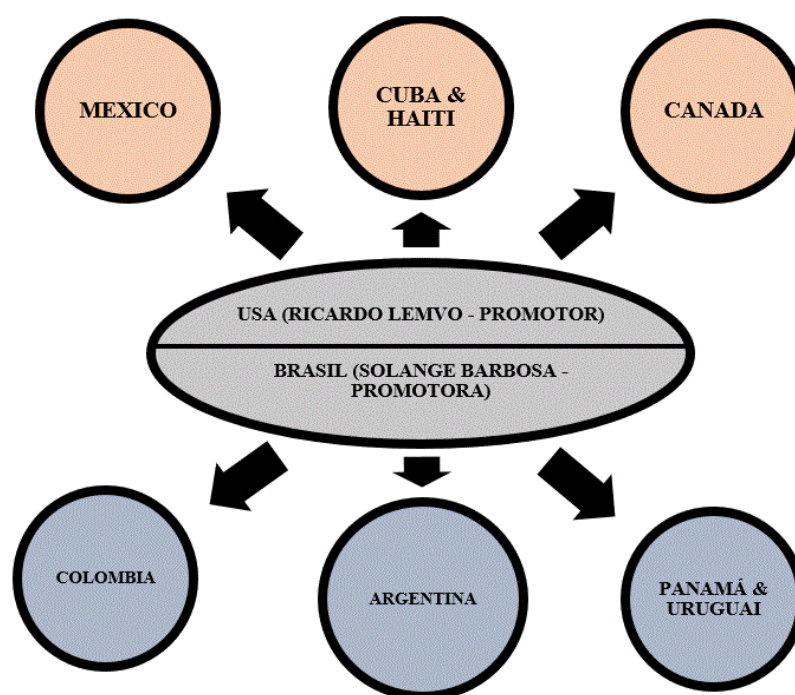 MEXICO
CUBA &
HAITI
CANADA
USA (RICARDO LEMVO - PROMOTOR)
BRASIL (SOLANGE BARBOSA -
PROMOTORA)
COLOMBIA
ARGENTINA
PANAMÁ &
URUGUAI